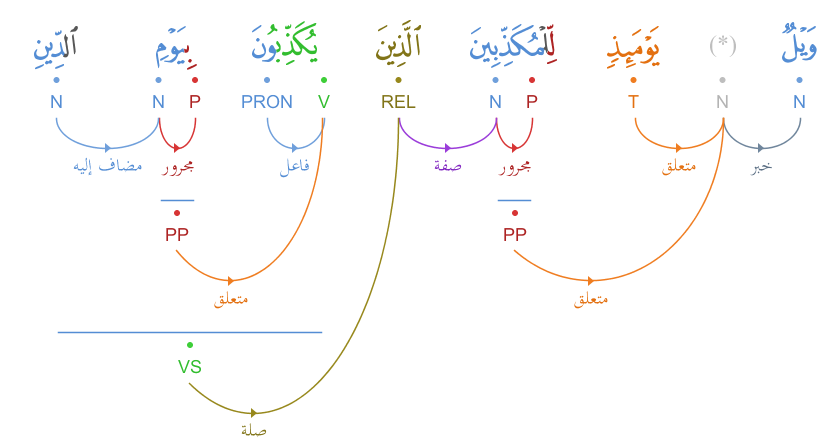 وَيْلٌ (*) يَوْمَئِذٍ لِّلْمُكَذِّبِينَ ٱلَّذِينَ يُكَذِّبُونَ بِيَوْمِ ٱلدِّينِ
N N T P N REL V PRON P N N
خبر متعلق مجرور صفة فاعل مجرور مضاف إليه
PP PP
متعلق متعلق
VS
صلة